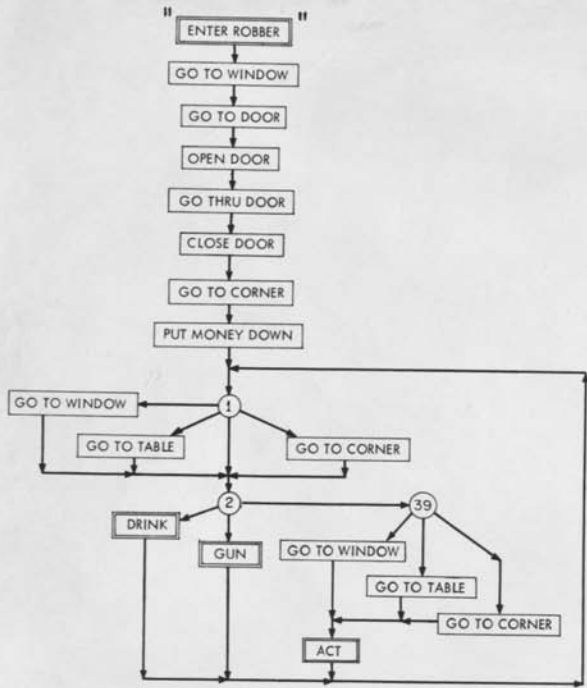 " ENTER ROBBER "
GO TO WINDOW
GO TO DOOR
OPEN DOOR
GO THRU DOOR
CLOSE DOOR
GO TO CORNER
PUT MONEY DOWN
GO TO WINDOW
1
GO TO TABLE
GO TO CORNER
2
39
DRINK
GUN
GO TO WINDOW
GO TO TABLE
GO TO CORNER
ACT